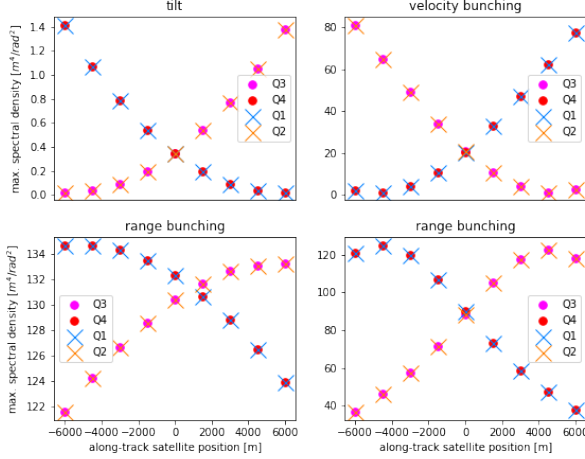 tilt
max. spectral density [m⁴/rad²]
1.4
1.2
1.0
0.8
0.6
0.4
0.2
0.0
Q3
Q4
Q1
Q2
velocity bunching
80
60
40
20
0
Q3
Q4
Q1
Q2
range bunching
max. spectral density [m⁴/rad²]
134
132
130
128
126
124
122
Q3
Q4
Q1
Q2
−6000 −4000 −2000 0 2000 4000 6000
along-track satellite position [m]
range bunching
120
100
80
60
40
Q3
Q4
Q1
Q2
−6000 −4000 −2000 0 2000 4000 6000
along-track satellite position [m]